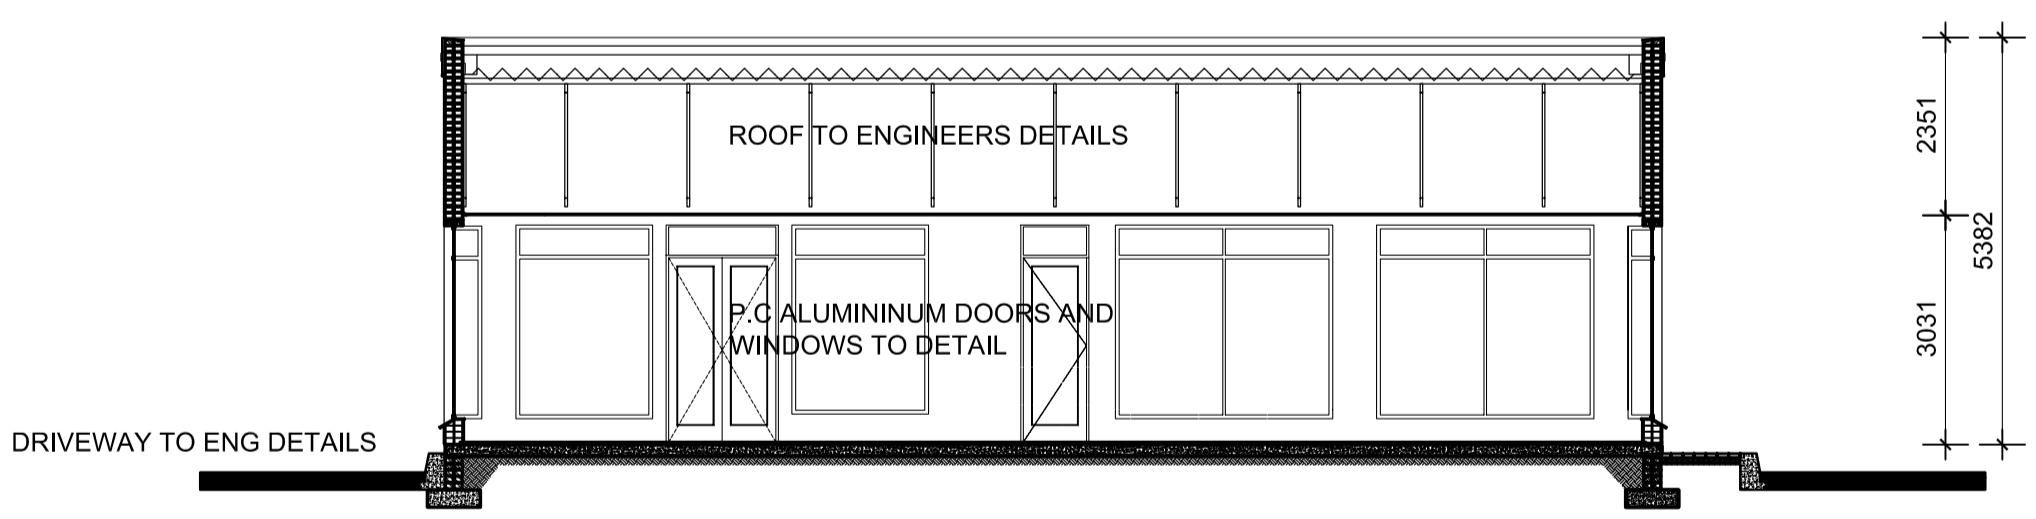 ROOF TO ENGINEERS DETAILS
2351
5382
3031
P.C ALUMININUM DOORS AND
WINDOWS TO DETAIL
DRIVEWAY TO ENG DETAILS